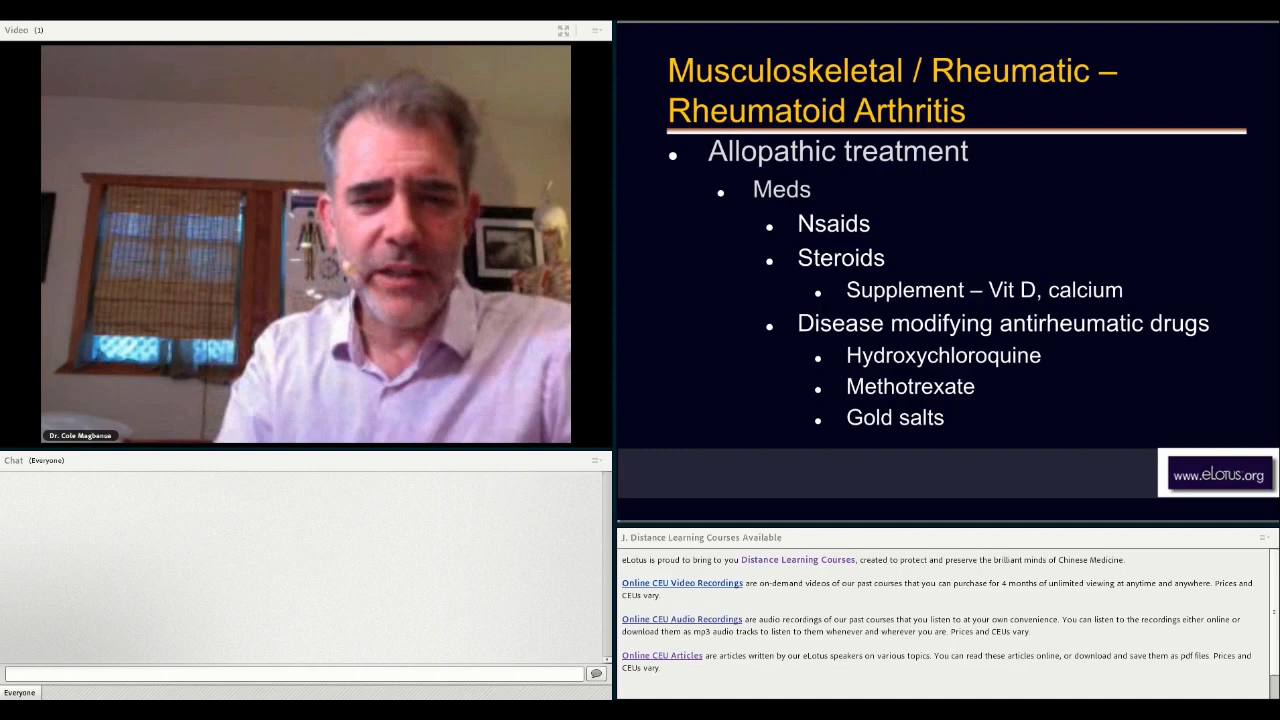 Video (1)
Dr. Cole Magbanua
Chat (Everyone)
Everyone
Musculoskeletal / Rheumatic –
Rheumatoid Arthritis
Allopathic treatment
Meds
Nsaids
Steroids
Supplement – Vit D, calcium
Disease modifying antirheumatic drugs
Hydroxychloroquine
Methotrexate
Gold salts
www.eLotus.org
J. Distance Learning Courses Available
eLotus is proud to bring to you Distance Learning Courses, created to protect and preserve the brilliant minds of Chinese Medicine.
Online CEU Video Recordings are on-demand videos of our past courses that you can purchase for 4 months of unlimited viewing at anytime and anywhere. Prices and
CEUs vary.
Online CEU Audio Recordings are audio recordings of our past courses that you listen to at your own convenience. You can listen to the recordings either online or
download them as mp3 audio tracks to listen to them whenever and wherever you are. Prices and CEUs vary.
Online CEU Articles are articles written by our eLotus speakers on various topics. You can read these articles online, or download and save them as pdf files. Prices and
CEUs vary.